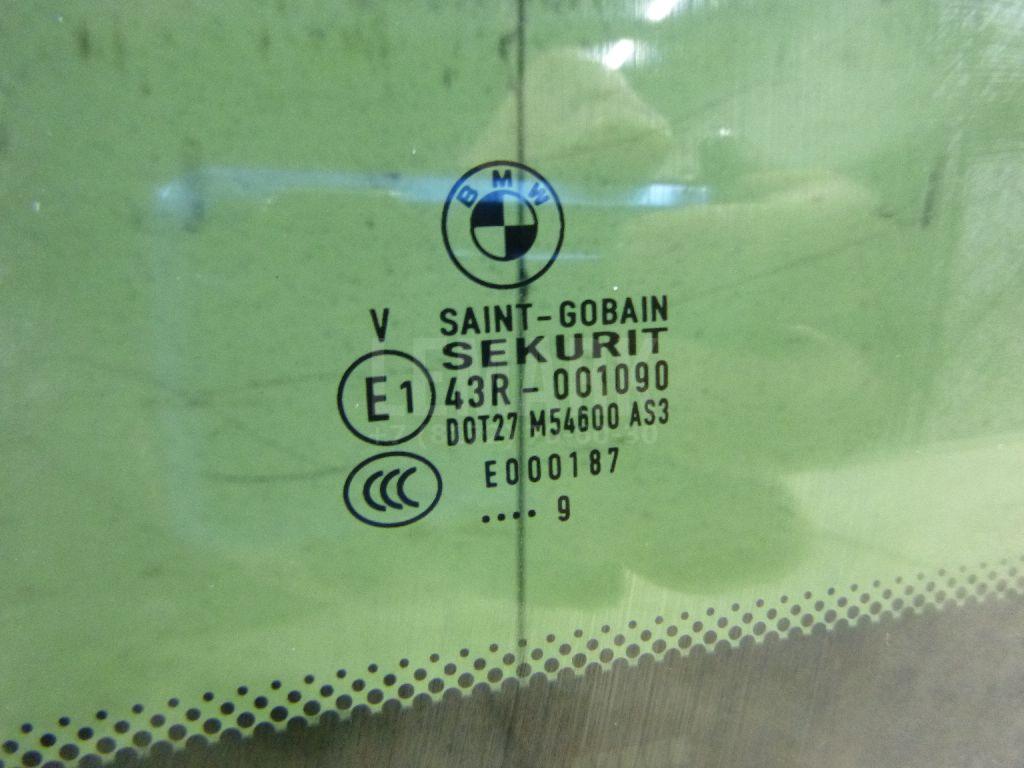 BMW
V SAINT-GOBAIN
SEKURIT
E1 43R-001090
DOT27 M54600 AS3
CCC E000187
.... 9